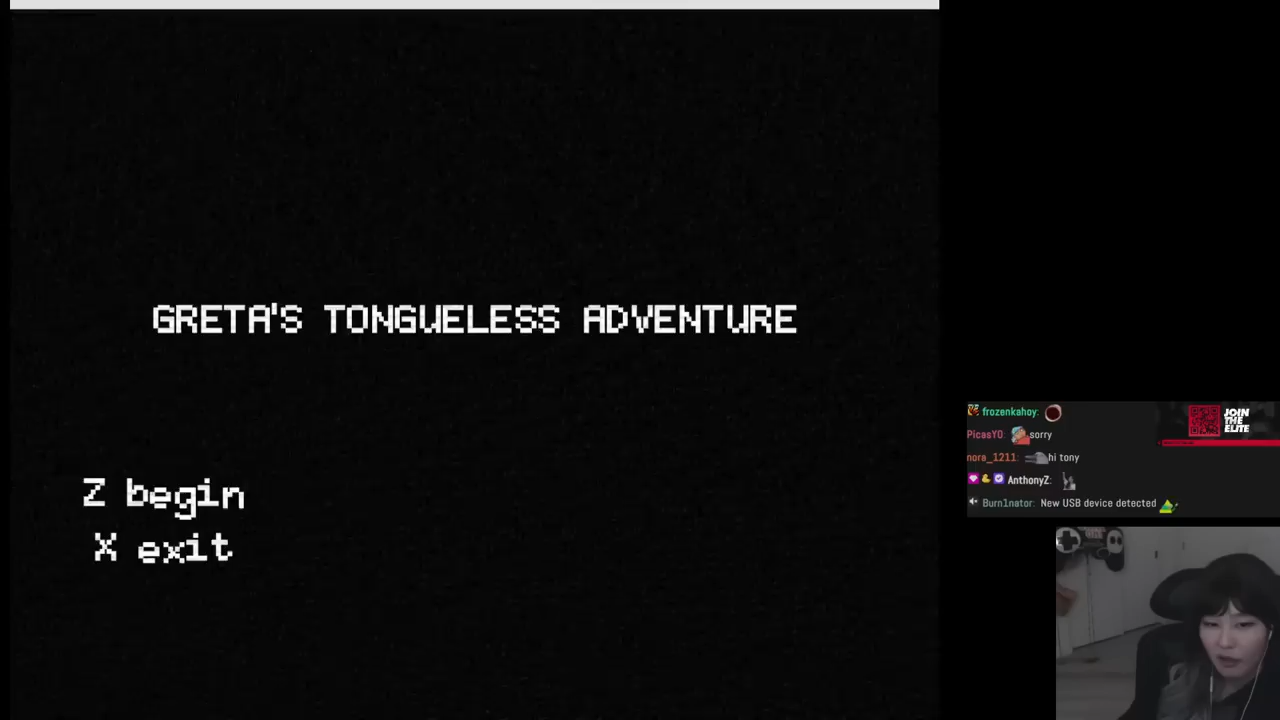 GRETA'S TONGUELESS ADVENTURE
Z begin
X exit
frozenkahoy:
PicasYO: sorry
nora_1211: hi tony
AnthonyZ:
Burn1nator: New USB device detected
JOIN
THE
ELITE